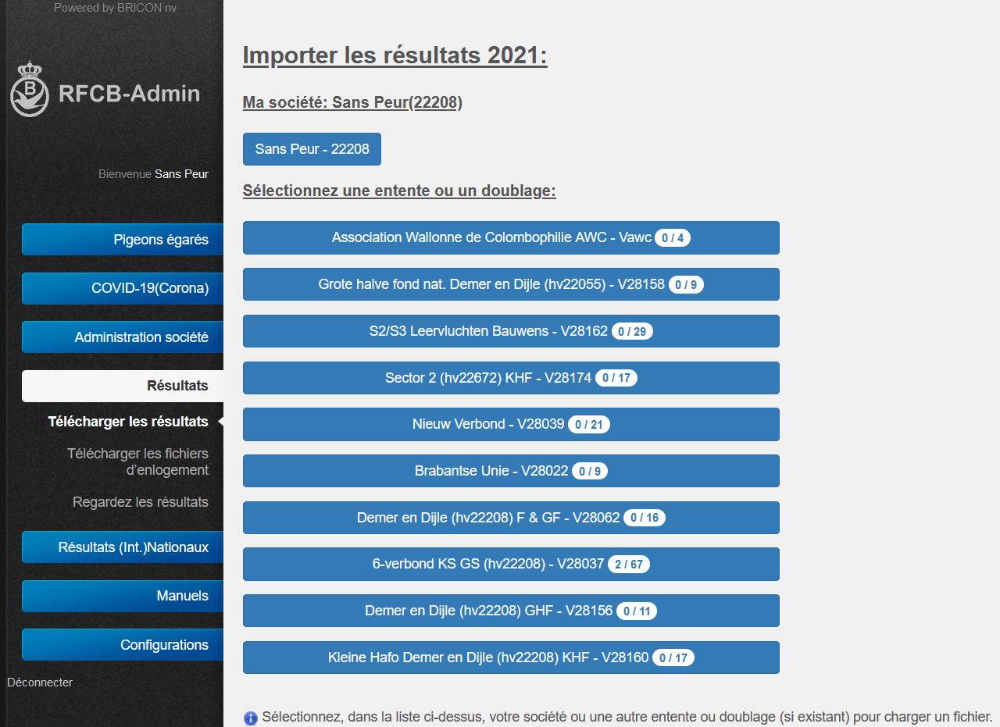 Powered by BRICON nv
B
RFCB-Admin
Bienvenue Sans Peur
Pigeons égarés
COVID-19(Corona)
Administration société
Résultats
Télécharger les résultats
Télécharger les fichiers
d'enlogement
Regardez les résultats
Résultats (Int.)Nationaux
Manuels
Configurations
Déconnecter
Importer les résultats 2021:
Ma société: Sans Peur(22208)
Sans Peur - 22208
Sélectionnez une entente ou un doublage:
Association Wallonne de Colombophilie AWC - Vawc 0 / 4
Grote halve fond nat. Demer en Dijle (hv22055) - V28158 0 / 9
S2/S3 Leervluchten Bauwens - V28162 0 / 29
Sector 2 (hv22672) KHF - V28174 0 / 17
Nieuw Verbond - V28039 0 / 21
Brabantse Unie - V28022 0 / 9
Demer en Dijle (hv22208) F & GF - V28062 0 / 16
6-verbond KS GS (hv22208) - V28037 2 / 67
Demer en Dijle (hv22208) GHF - V28156 0 / 11
Kleine Hafo Demer en Dijle (hv22208) KHF - V28160 0 / 17
i Sélectionnez, dans la liste ci-dessus, votre société ou une autre entente ou doublage (si existant) pour charger un fichier.